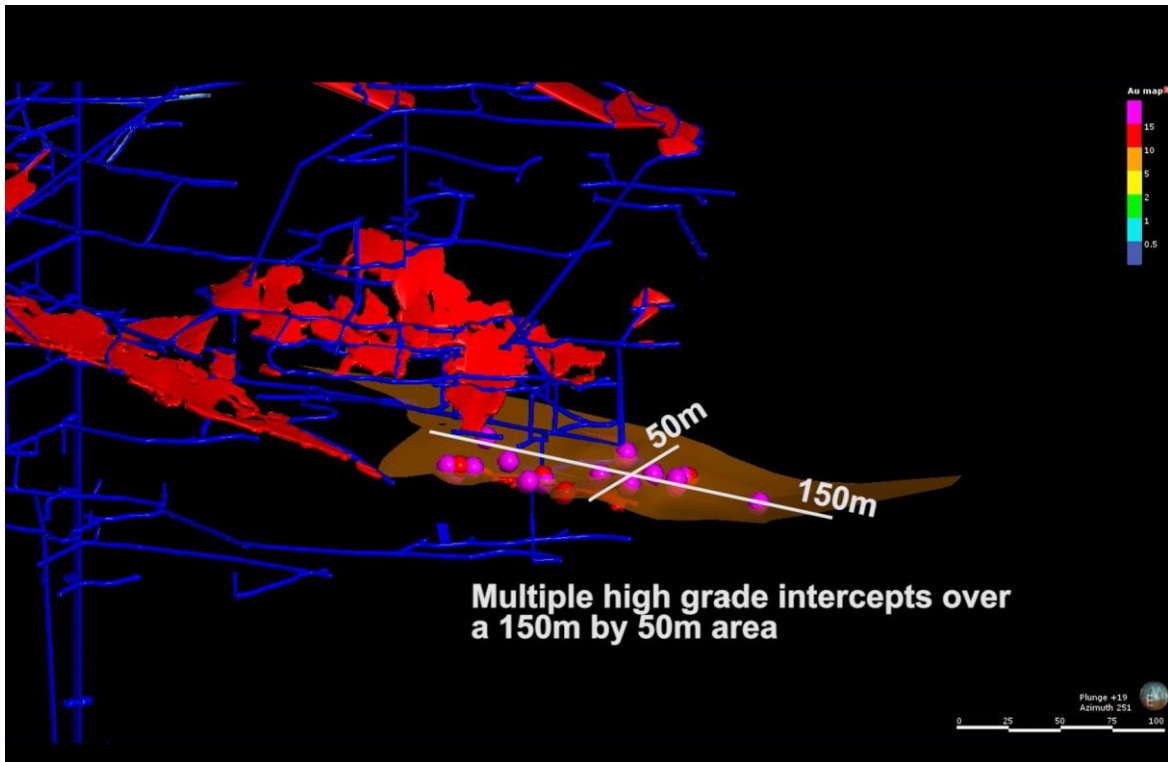 Au map
15
10
5
2
1
0.5
50m
150m
Multiple high grade intercepts over
a 150m by 50m area
Plunge +19
Azimuth 251
E
0 25 50 75 100